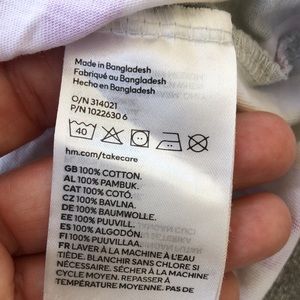 Made in Bangladesh
Fabriqué au Bangladesh
Hecho en Bangladesh
O/N 314021
P/N 1022630 6
40
hm.com/takecare
GB 100% COTTON.
AL 100% PAMBUK.
CAT 100% COTÓ.
CZ 100% BAVLNA.
DE 100% BAUMWOLLE.
EE 100% PUUVILL.
ES 100% ALGODÓN.
FI 100% PUUVILLAA.
FR LAVER À LA MACHINE À L'EAU
TIÈDE. BLANCHIR SANS CHLORE SI
NÉCESSAIRE. SÉCHER À LA MACHINE
CYCLE MOYEN. REPASSER PAS DE
TEMPÉRATURE MOYENNE. PAS